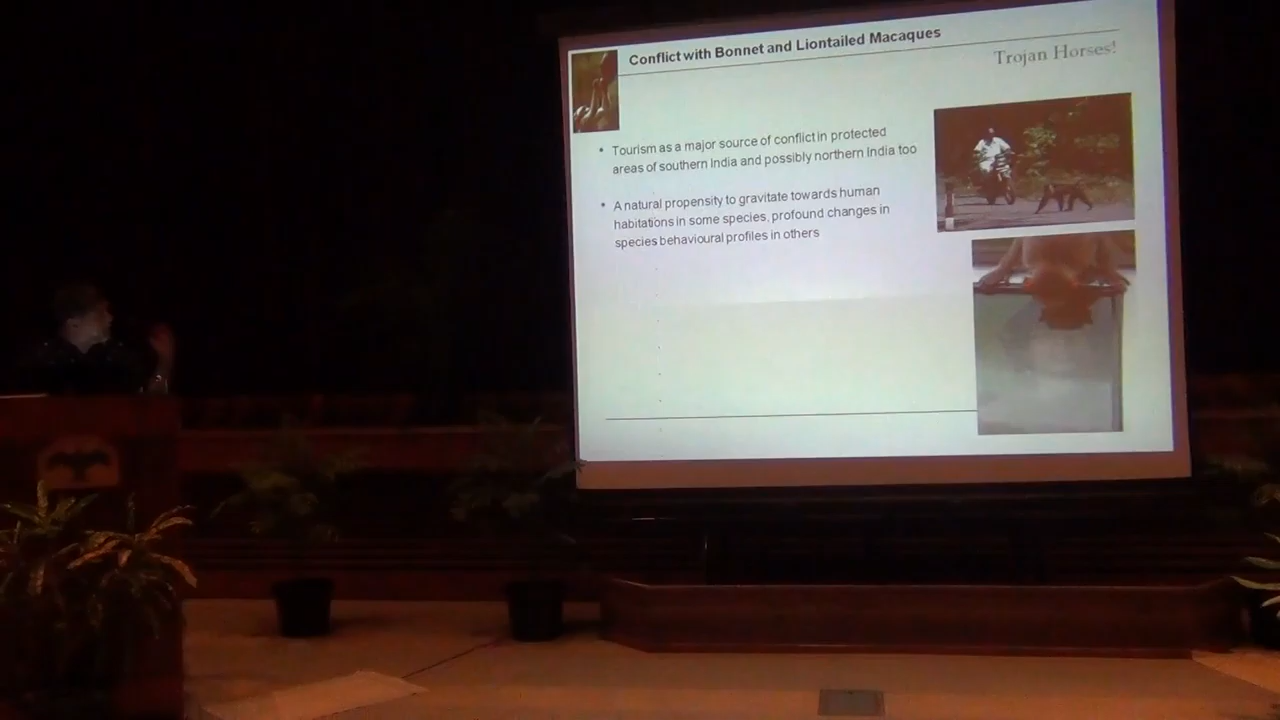 Conflict with Bonnet and Liontailed Macaques
Trojan Horses!
• Tourism as a major source of conflict in protected
areas of southern India and possibly northern India too
• A natural propensity to gravitate towards human
habitations in some species, profound changes in
species behavioural profiles in others